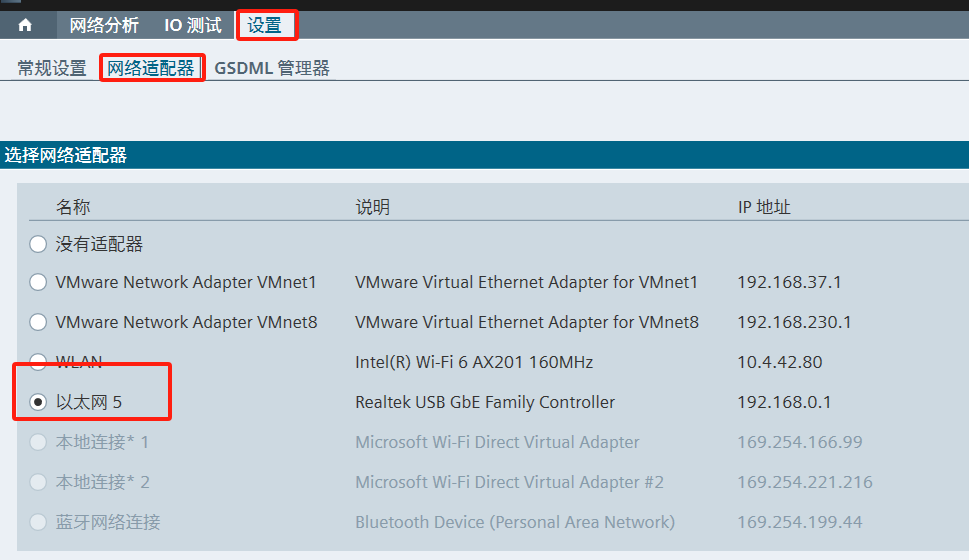 网络分析 IO 测试 设置
常规设置 网络适配器 GSDML 管理器
选择网络适配器
名称 说明 IP 地址
没有适配器
VMware Network Adapter VMnet1 VMware Virtual Ethernet Adapter for VMnet1 192.168.37.1
VMware Network Adapter VMnet8 VMware Virtual Ethernet Adapter for VMnet8 192.168.230.1
WLAN Intel(R) Wi-Fi 6 AX201 160MHz 10.4.42.80
以太网 5 Realtek USB GbE Family Controller 192.168.0.1
本地连接* 1 Microsoft Wi-Fi Direct Virtual Adapter 169.254.166.99
本地连接* 2 Microsoft Wi-Fi Direct Virtual Adapter #2 169.254.221.216
蓝牙网络连接 Bluetooth Device (Personal Area Network) 169.254.199.44